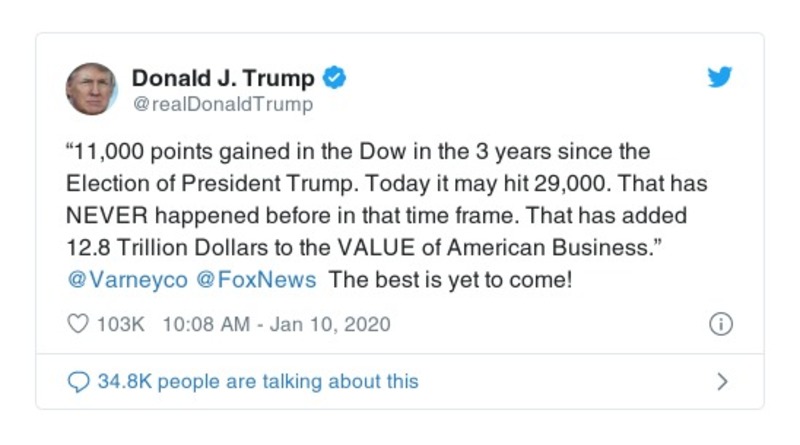 Donald J. Trump
@realDonaldTrump
“11,000 points gained in the Dow in the 3 years since the
Election of President Trump. Today it may hit 29,000. That has
NEVER happened before in that time frame. That has added
12.8 Trillion Dollars to the VALUE of American Business.”
@Varneyco @FoxNews The best is yet to come!
103K 10:08 AM - Jan 10, 2020
34.8K people are talking about this